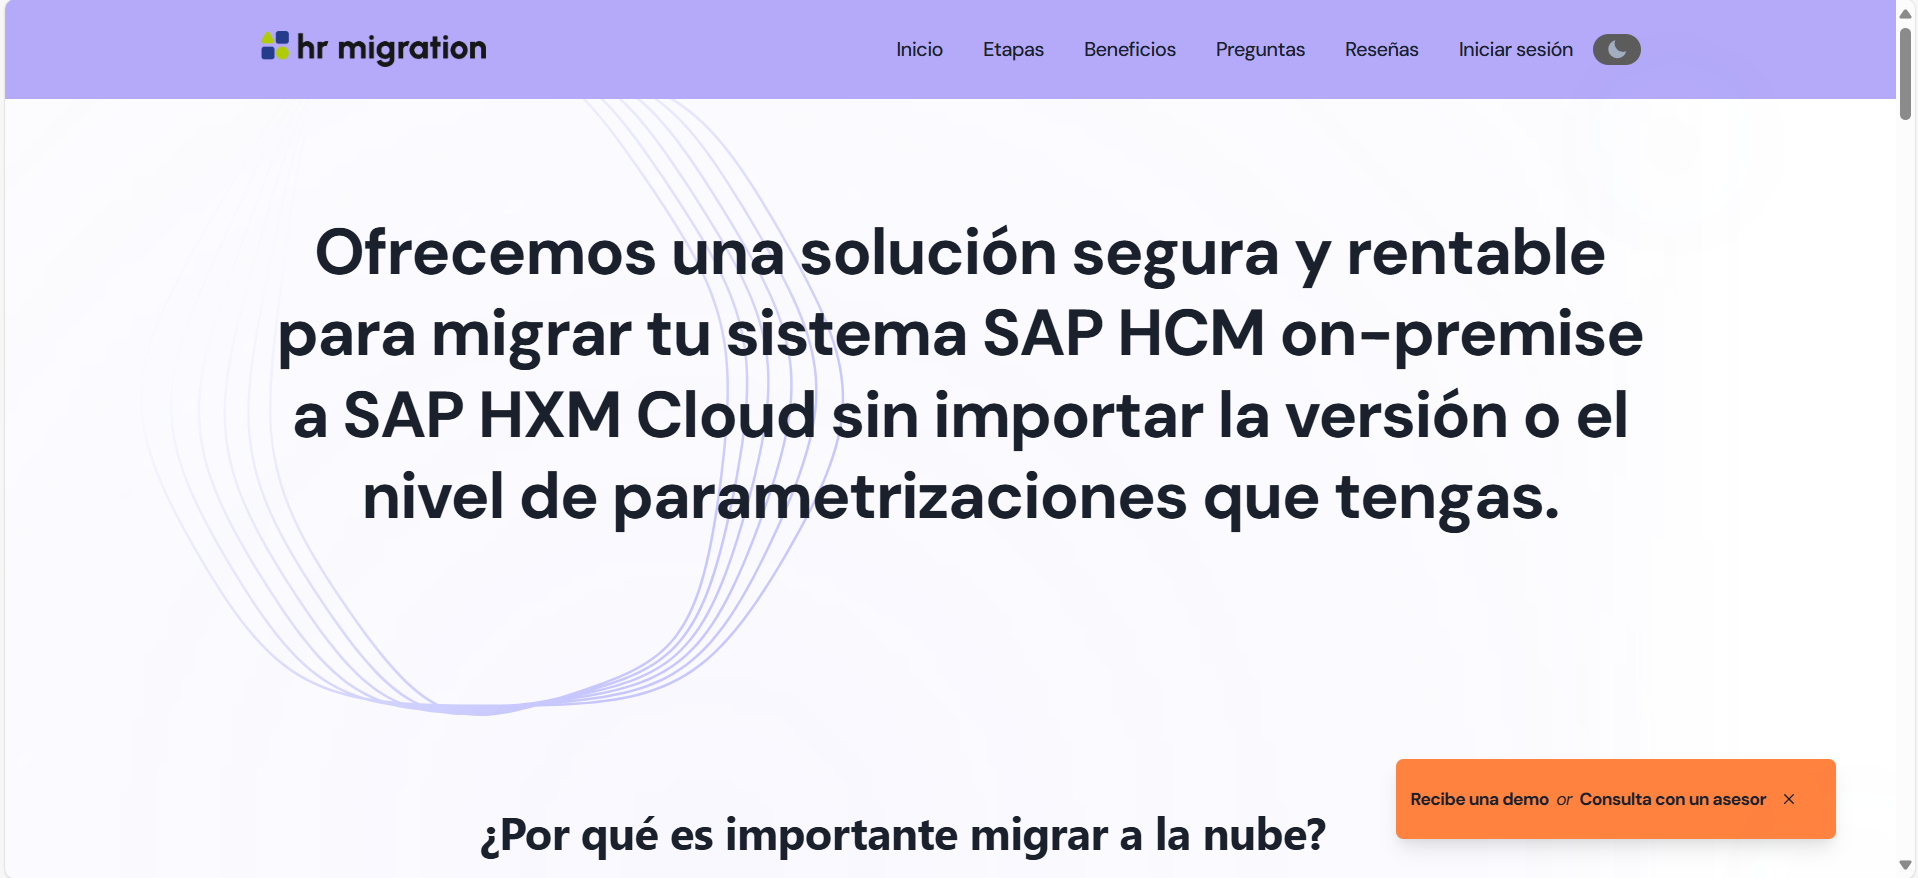 hr migration
Inicio Etapas Beneficios Preguntas Reseñas Iniciar sesión
Ofrecemos una solución segura y rentable
para migrar tu sistema SAP HCM on-premise
a SAP HXM Cloud sin importar la versión o el
nivel de parametrizaciones que tengas.
Recibe una demo or Consulta con un asesor ×
¿Por qué es importante migrar a la nube?